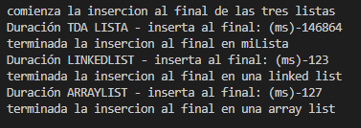 comienza la insercion al final de las tres listas
Duración TDA LISTA - inserta al final: (ms)-146864
terminada la insercion al final en miLista
Duración LINKEDLIST - inserta al final: (ms)-123
terminada la insercion al final en una linked list
Duración ARRAYLIST - inserta al final: (ms)-127
terminada la insercion al final en una array list